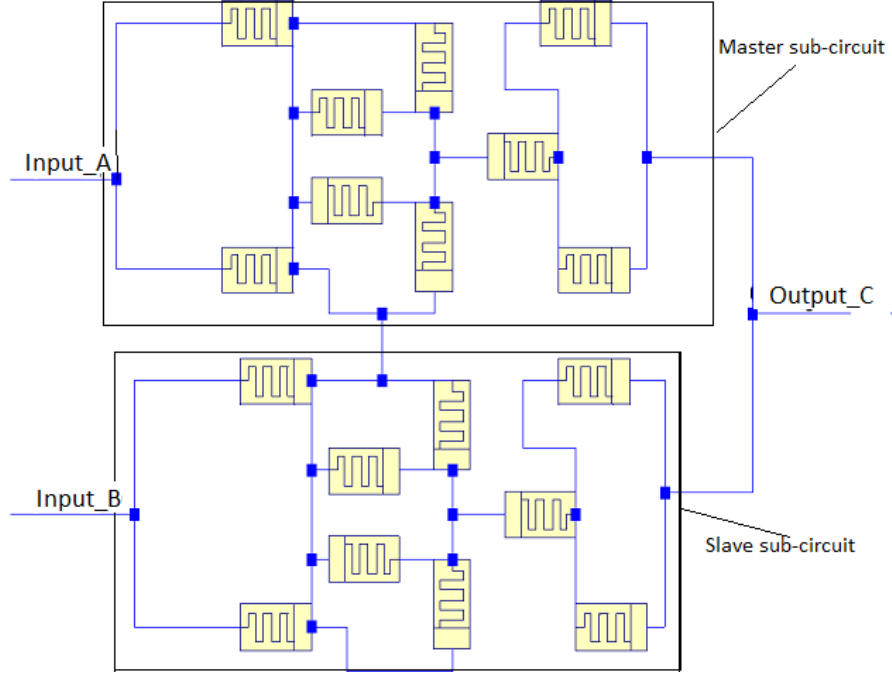 Master sub-circuit
Input_A
Output_C
Input_B
Slave sub-circuit